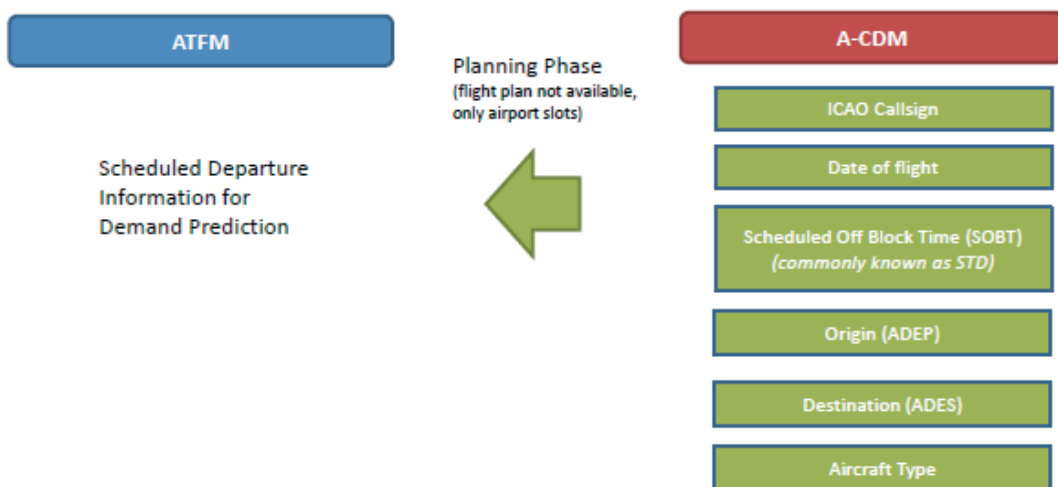 ATFM
A-CDM
Planning Phase
(flight plan not available,
only airport slots)
ICAO Callsign
Date of flight
Scheduled Departure
Information for
Demand Prediction
Scheduled Off Block Time (SOBT)
(commonly known as STD)
Origin (ADEP)
Destination (ADES)
Aircraft Type